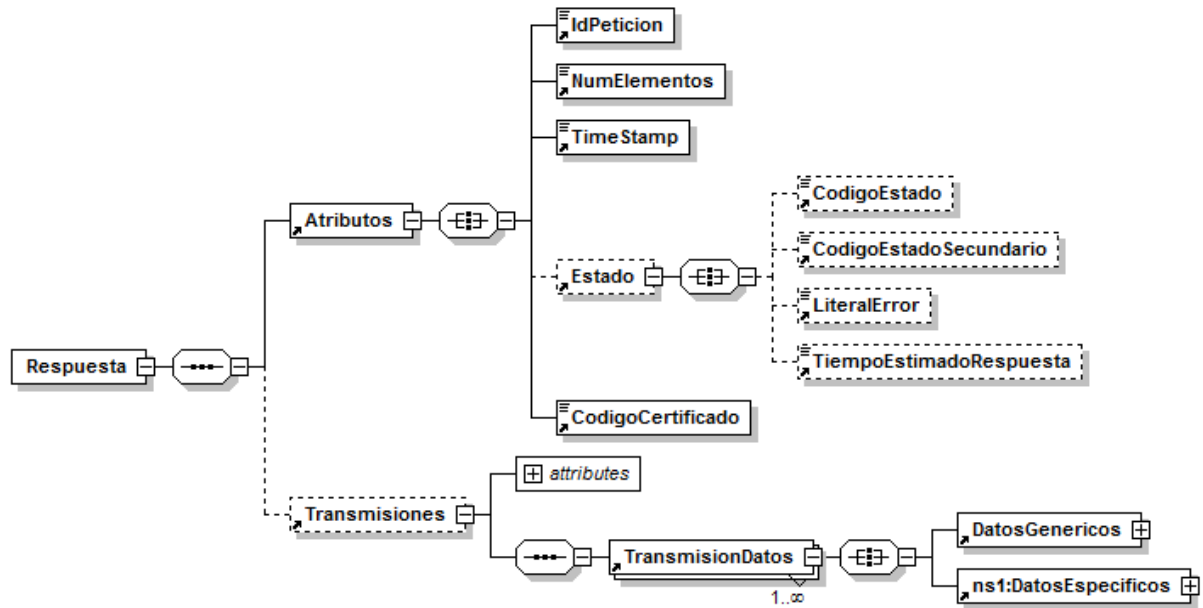 IdPeticion
NumElementos
TimeStamp
CodigoEstado
CodigoEstadoSecundario
Atributos
Estado
LiteralError
TiempoEstimadoRespuesta
Respuesta
CodigoCertificado
attributes
Transmisiones
DatosGenericos
TransmisionDatos
ns1:DatosEspecificos
1..∞